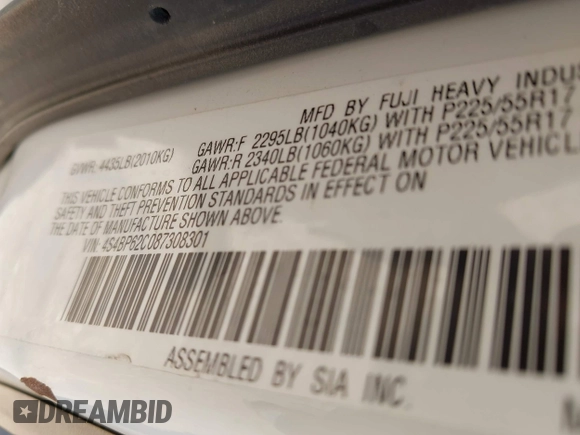 MFD BY FUJI HEAVY INDUS
GVWR: 4435LB(2010KG) GAWR:F 2295LB(1040KG) WITH P225/55R17
GAWR:R 2340LB(1060KG) WITH P225/55R17
THIS VEHICLE CONFORMS TO ALL APPLICABLE FEDERAL MOTOR VEHICLE
SAFETY AND THEFT PREVENTION STANDARDS IN EFFECT ON
THE DATE OF MANUFACTURE SHOWN ABOVE.
VIN: 4S4BP62C087308301
ASSEMBLED BY SIA INC.
DREAMBID